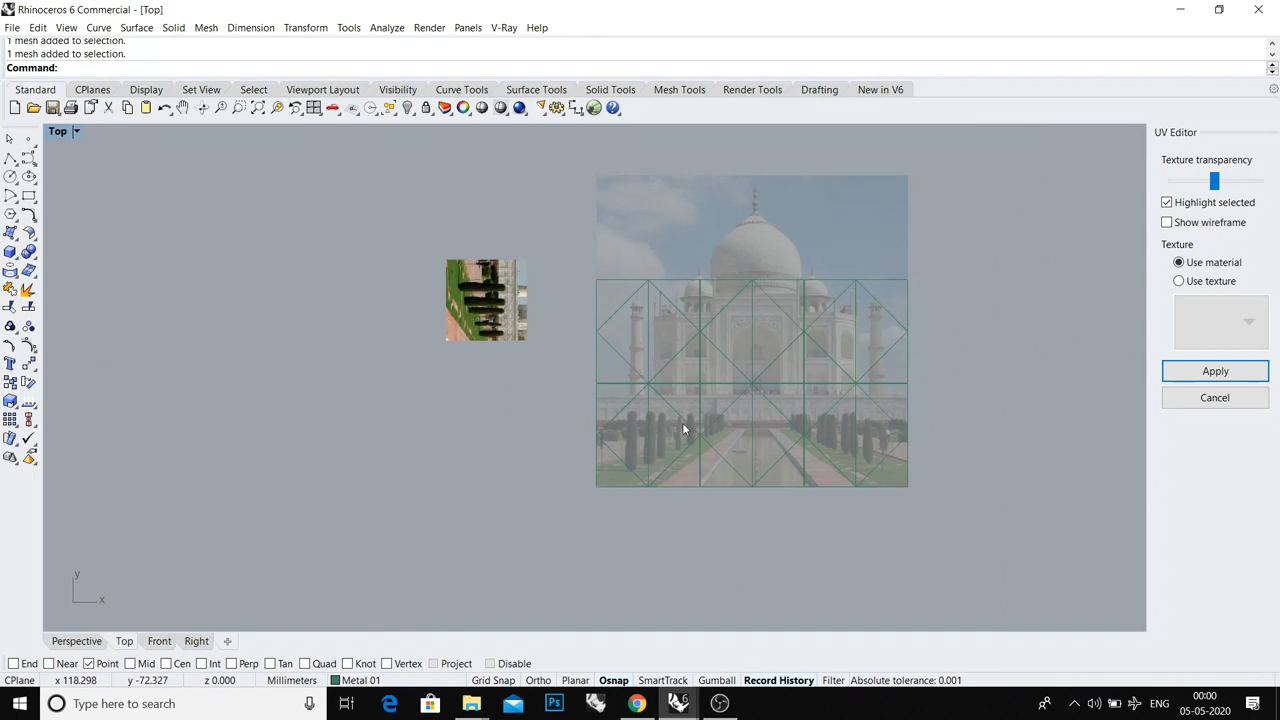 Rhinoceros 6 Commercial - [Top]
File Edit View Curve Surface Solid Mesh Dimension Transform Tools Analyze Render Panels V-Ray Help
1 mesh added to selection.
1 mesh added to selection.
Command:
Standard CPlanes Display Set View Select Viewport Layout Visibility Curve Tools Surface Tools Solid Tools Mesh Tools Render Tools Drafting New in V6
Top
UV Editor
Texture transparency
Highlight selected
Show wireframe
Texture
Use material
Use texture
Apply
Cancel
y
x
Perspective Top Front Right
End Near Point Mid Cen Int Perp Tan Quad Knot Vertex Project Disable
CPlane x 118.298 y -72.327 z 0.000 Millimeters Metal 01 Grid Snap Ortho Planar Osnap SmartTrack Gumball Record History Filter Absolute tolerance: 0.001
Type here to search
Ps
6
00:00
05-05-2020